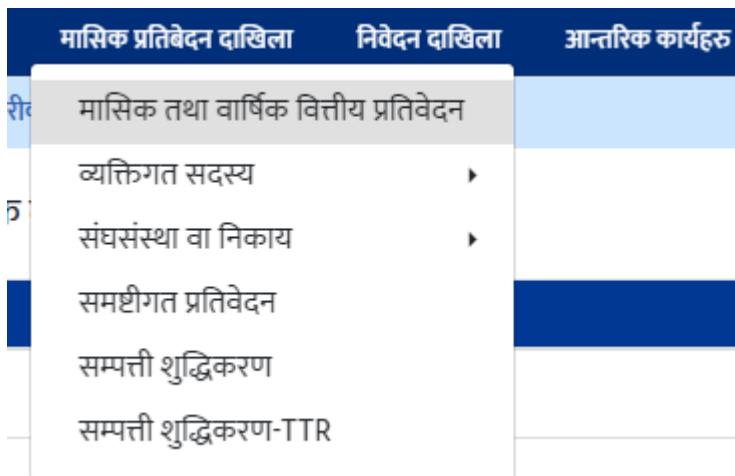 मासिक प्रतिबेदन दाखिला निवेदन दाखिला आन्तरिक कार्यहरु
मासिक तथा वार्षिक वित्तीय प्रतिवेदन
व्यक्तिगत सदस्य
संघसंस्था वा निकाय
समष्टीगत प्रतिवेदन
सम्पत्ती शुद्धिकरण
सम्पत्ती शुद्धिकरण-TTR